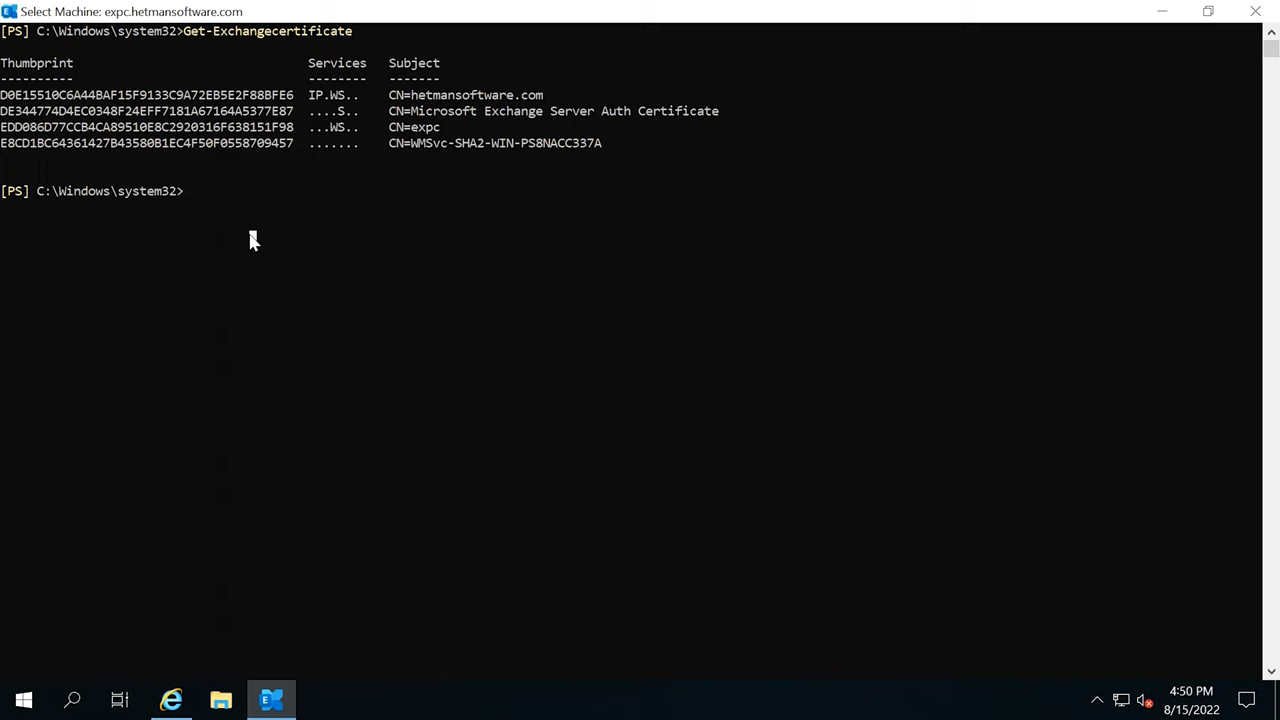 Select Machine: expc.hetmansoftware.com
[PS] C:\Windows\system32>Get-Exchangecertificate
Thumbprint Services Subject
---------- -------- -------
D0E15510C6A44BAF15F9133C9A72EB5E2F88BFE6 IP.WS.. CN=hetmansoftware.com
DE344774D4EC0348F24EFF7181A67164A5377E87 ....S.. CN=Microsoft Exchange Server Auth Certificate
EDD086D77CCB4CA89510E8C2920316F638151F98 ...WS.. CN=expc
E8CD1BC64361427B43580B1EC4F50F0558709457 ....... CN=WMSvc-SHA2-WIN-PS8NACC337A
[PS] C:\Windows\system32>
4:50 PM
8/15/2022